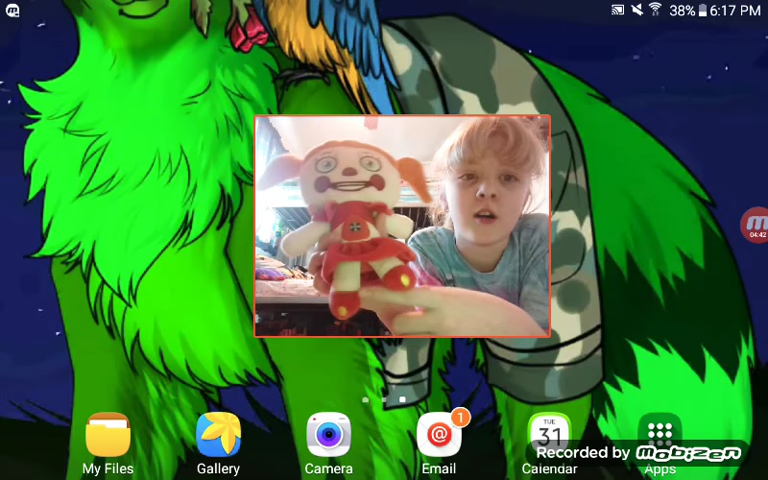 38% 6:17 PM
04:42
1
TUE
31
My Files
Gallery
Camera
Email
Calendar
Apps
Recorded by mobizen